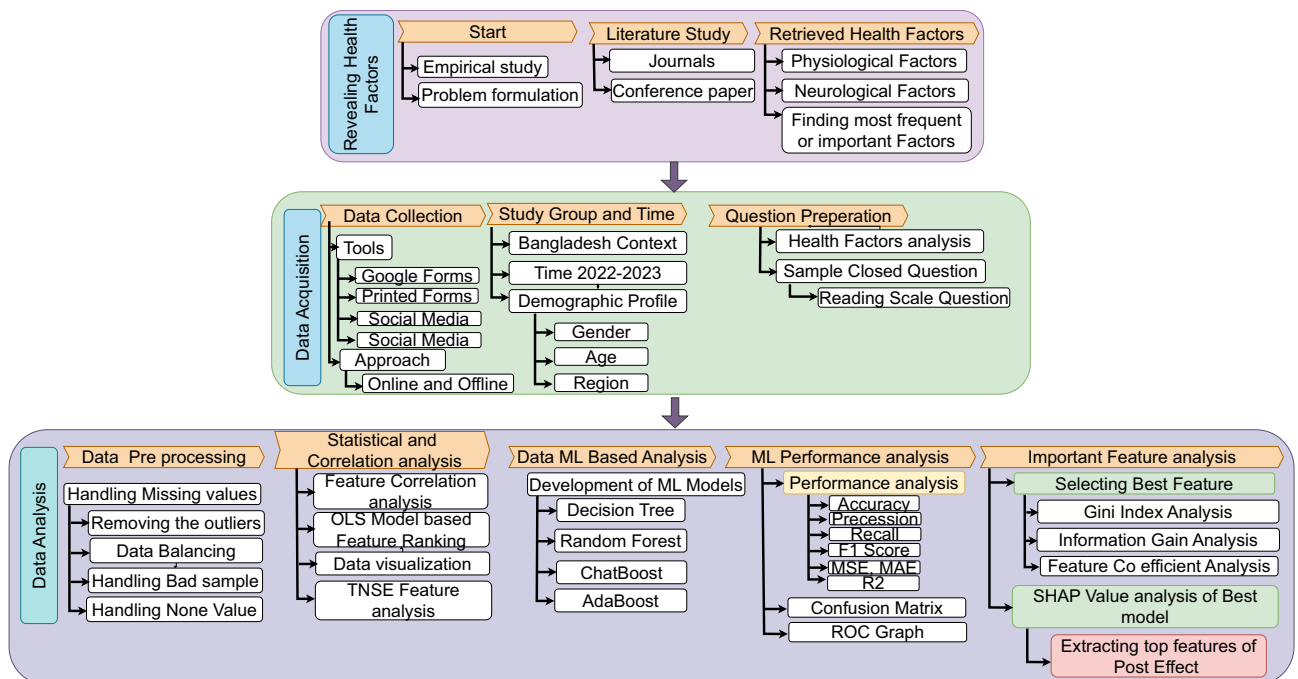 Revealing Health
Factors
Start
Empirical study
Problem formulation
Literature Study
Journals
Conference paper
Retrieved Health Factors
Physiological Factors
Neurological Factors
Finding most frequent
or important Factors
Data Acquisition
Data Collection
Tools
Google Forms
Printed Forms
Social Media
Social Media
Approach
Online and Offline
Study Group and Time
Bangladesh Context
Time 2022-2023
Demographic Profile
Gender
Age
Region
Question Preperation
Health Factors analysis
Sample Closed Question
Reading Scale Question
Data Analysis
Data Pre processing
Handling Missing values
Removing the outliers
Data Balancing
Handling Bad sample
Handling None Value
Statistical and
Correlation analysis
Feature Correlation
analysis
OLS Model based
Feature Ranking
Data visualization
TNSE Feature
analysis
Data ML Based Analysis
Development of ML Models
Decision Tree
Random Forest
ChatBoost
AdaBoost
ML Performance analysis
Performance analysis
Accuracy
Precession
Recall
F1 Score
MSE, MAE
R2
Confusion Matrix
ROC Graph
Important Feature analysis
Selecting Best Feature
Gini Index Analysis
Information Gain Analysis
Feature Co efficient Analysis
SHAP Value analysis of Best
model
Extracting top features of
Post Effect